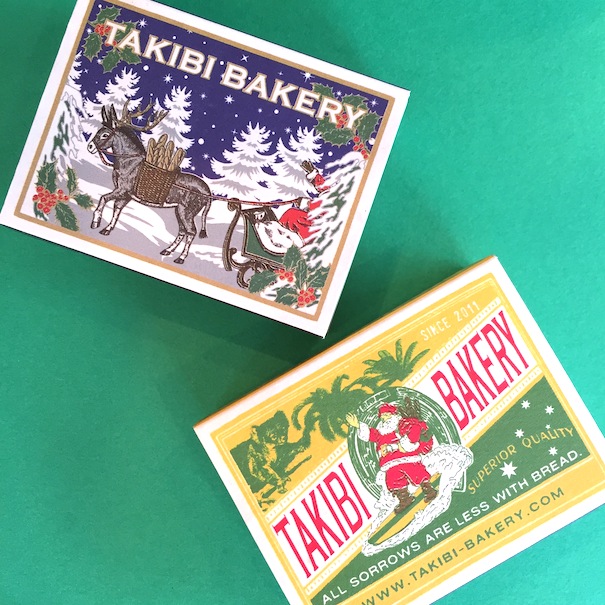 TAKIBI BAKERY
SINCE 2011
TAKIBI
BAKERY
SUPERIOR QUALITY
ALL SORROWS ARE LESS WITH BREAD.
WWW.TAKIBI-BAKERY.COM